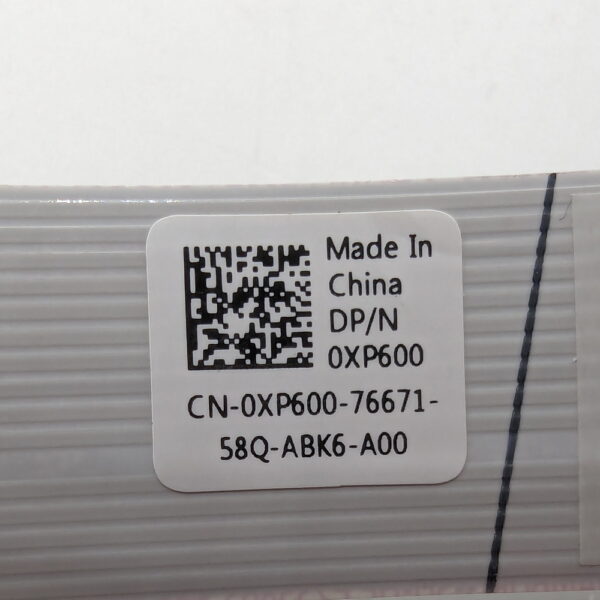 Made In
China
DP/N
0XP600
CN-0XP600-76671-
58Q-ABK6-A00